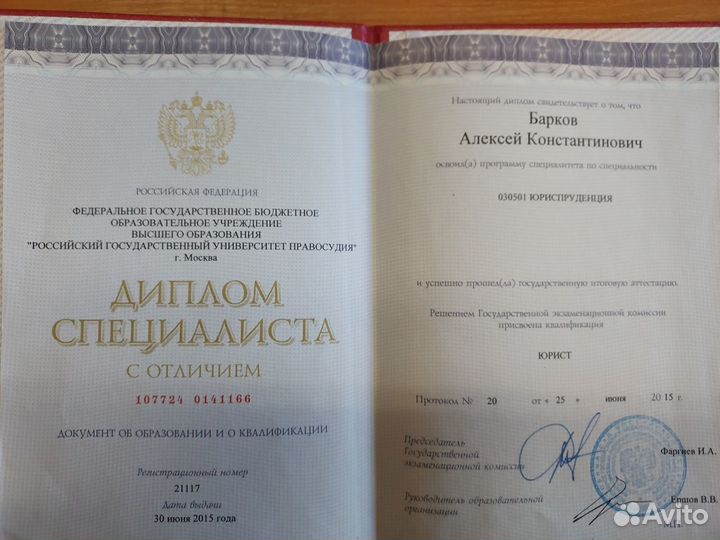 РОССИЙСКАЯ ФЕДЕРАЦИЯ
ФЕДЕРАЛЬНОЕ ГОСУДАРСТВЕННОЕ БЮДЖЕТНОЕ
ОБРАЗОВАТЕЛЬНОЕ УЧРЕЖДЕНИЕ
ВЫСШЕГО ОБРАЗОВАНИЯ
"РОССИЙСКИЙ ГОСУДАРСТВЕННЫЙ УНИВЕРСИТЕТ ПРАВОСУДИЯ"
г. Москва
ДИПЛОМ
СПЕЦИАЛИСТА
С ОТЛИЧИЕМ
107724 0141166
ДОКУМЕНТ ОБ ОБРАЗОВАНИИ И О КВАЛИФИКАЦИИ
Регистрационный номер
21117
Дата выдачи
30 июня 2015 года
Настоящий диплом свидетельствует о том, что
Барков
Алексей Константинович
освоил(а) программу специалитета по специальности
030501 ЮРИСПРУДЕНЦИЯ
и успешно прошел(ла) государственную итоговую аттестацию.
Решением Государственной экзаменационной комиссии
присвоена квалификация
ЮРИСТ
Протокол № 20 от « 25 » июня 2015 г.
Председатель
Государственной
экзаменационной комиссии
Фаргиев И.А.
Руководитель образовательной
организации
Ершов В.В.
М.П.
Avito